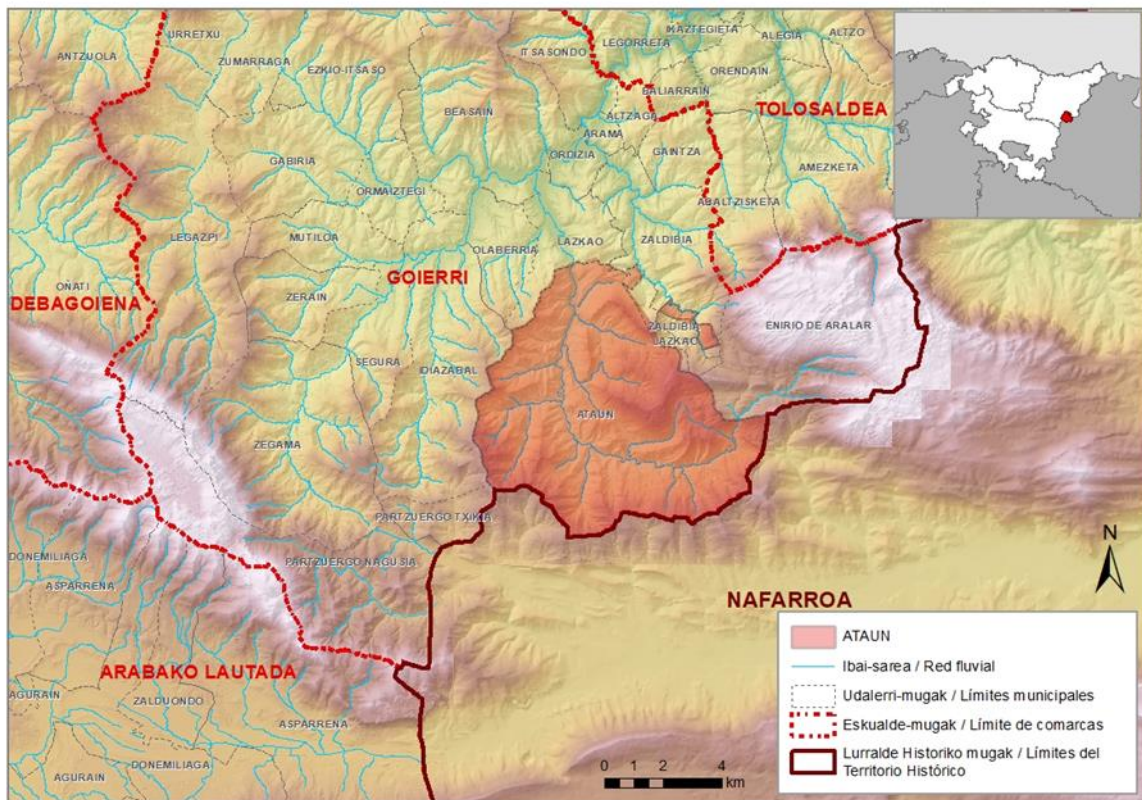 URRETXU
ANTZUOLA
ZUMARRAGA
EZKIO-ITSASO
ITSASONDO
LEGORRETA
IKAZTEGIETA
ALEGIA
ALTZO
ORENDAIN
BALIARRAIN
TOLOSALDEA
BEASAIN
ALTZAGA
ARAMA
ORDIZIA
GAINTZA
AMEZKETA
GABIRIA
ORMAIZTEGI
ABALTZISKETA
LEGAZPI
MUTILOA
OLABERRIA
LAZKAO
ZALDIBIA
GOIERRI
OÑATI
DEBAGOIENA
ZERAIN
ZALDIBIA
LAZKAO
ENIRIO DE ARALAR
SEGURA
IDIAZABAL
ATAUN
ZEGAMA
PARTZUERGO TXIKIA
DONEMILIAGA
PARTZUERGO NAGUSIA
ASPARRENA
NAFARROA
ARABAKO LAUTADA
AGURAIN
ZALDUONDO
ASPARRENA
DONEMILIAGA
AGURAIN
N
0 2 4
km
ATAUN
Ibai-sarea / Red fluvial
Udalerri-mugak / Límites municipales
Eskualde-mugak / Límite de comarcas
Lurralde Historiko mugak / Límites del
Territorio Histórico